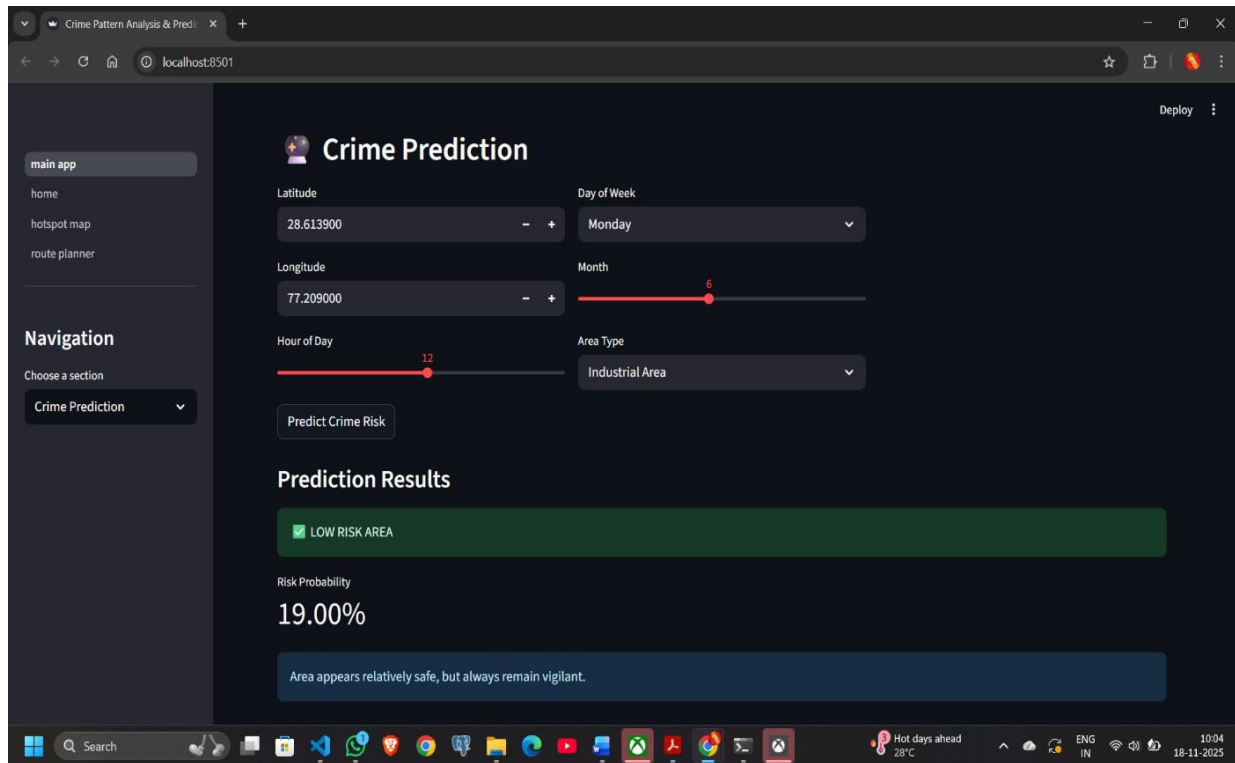 Crime Pattern Analysis & Predic
localhost:8501
Deploy
main app
home
hotspot map
route planner
Navigation
Choose a section
Crime Prediction
Crime Prediction
Latitude
28.613900
Day of Week
Monday
Longitude
77.209000
Month
6
Hour of Day
12
Area Type
Industrial Area
Predict Crime Risk
Prediction Results
LOW RISK AREA
Risk Probability
19.00%
Area appears relatively safe, but always remain vigilant.
Search
1
3
Hot days ahead
28°C
ENG
IN
10:04
18-11-2025